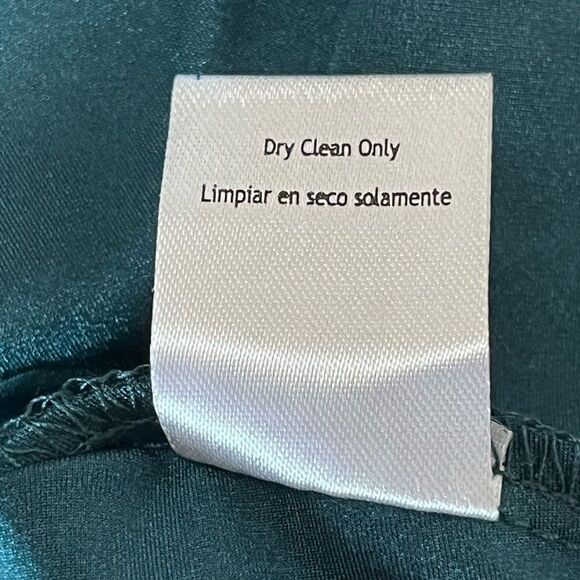 Dry Clean Only
Limpiar en seco solamente